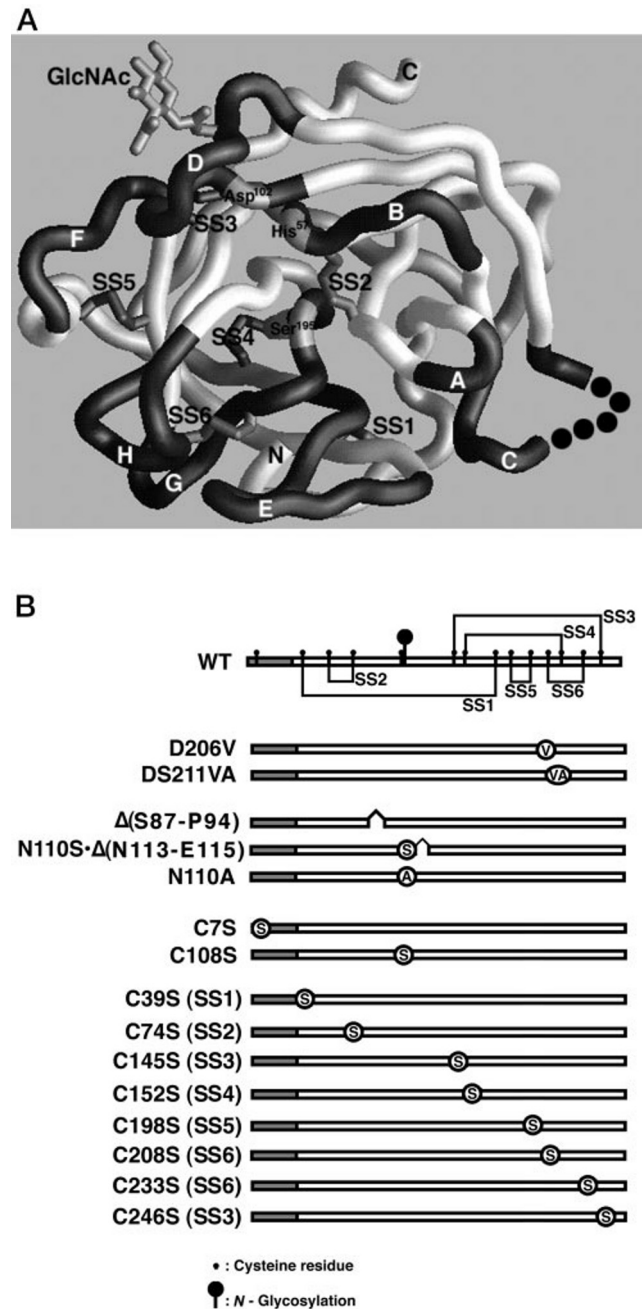 A
GlcNAc
C
D
Asp102
B
SS3
His57
F
SS2
SS5
Ser195
SS4
A
SS6
SS1
H
N
C
G
E
B
SS3
SS4
WT
SS2
SS5
SS6
SS1
D206V
V
DS211VA
VA
Δ(S87-P94)
N110S•Δ(N113-E115)
S
N110A
A
C7S
S
C108S
S
C39S (SS1)
S
C74S (SS2)
S
C145S (SS3)
S
C152S (SS4)
S
C198S (SS5)
S
C208S (SS6)
S
C233S (SS6)
S
C246S (SS3)
S
: Cysteine residue
: N - Glycosylation